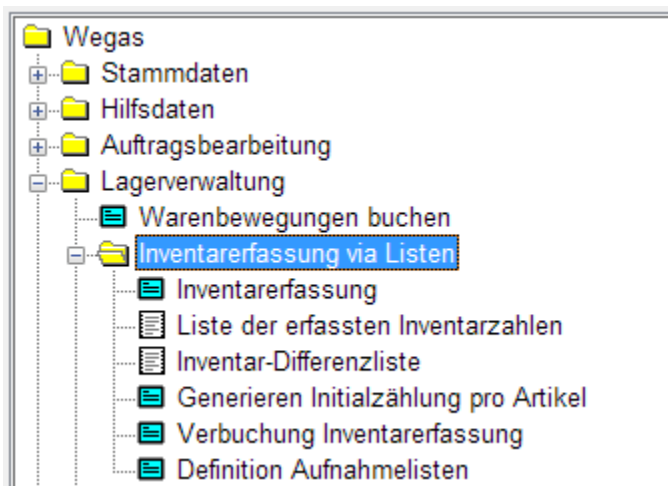 Wegas
Stammdaten
Hilfsdaten
Auftragsbearbeitung
Lagerverwaltung
Warenbewegungen buchen
Inventarerfassung via Listen
Inventarerfassung
Liste der erfassten Inventarzahlen
Inventar-Differenzliste
Generieren Initialzählung pro Artikel
Verbuchung Inventarerfassung
Definition Aufnahmelisten